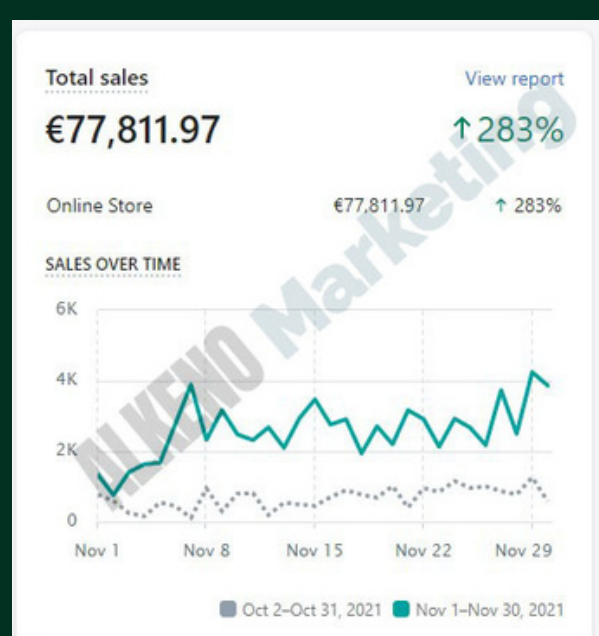 Total sales View report
€77,811.97 ↑ 283%
Online Store €77,811.97 ↑ 283%
SALES OVER TIME
6K
4K
2K
0
Nov 1 Nov 8 Nov 15 Nov 22 Nov 29
Oct 2–Oct 31, 2021 Nov 1–Nov 30, 2021
ALKENO Marketing